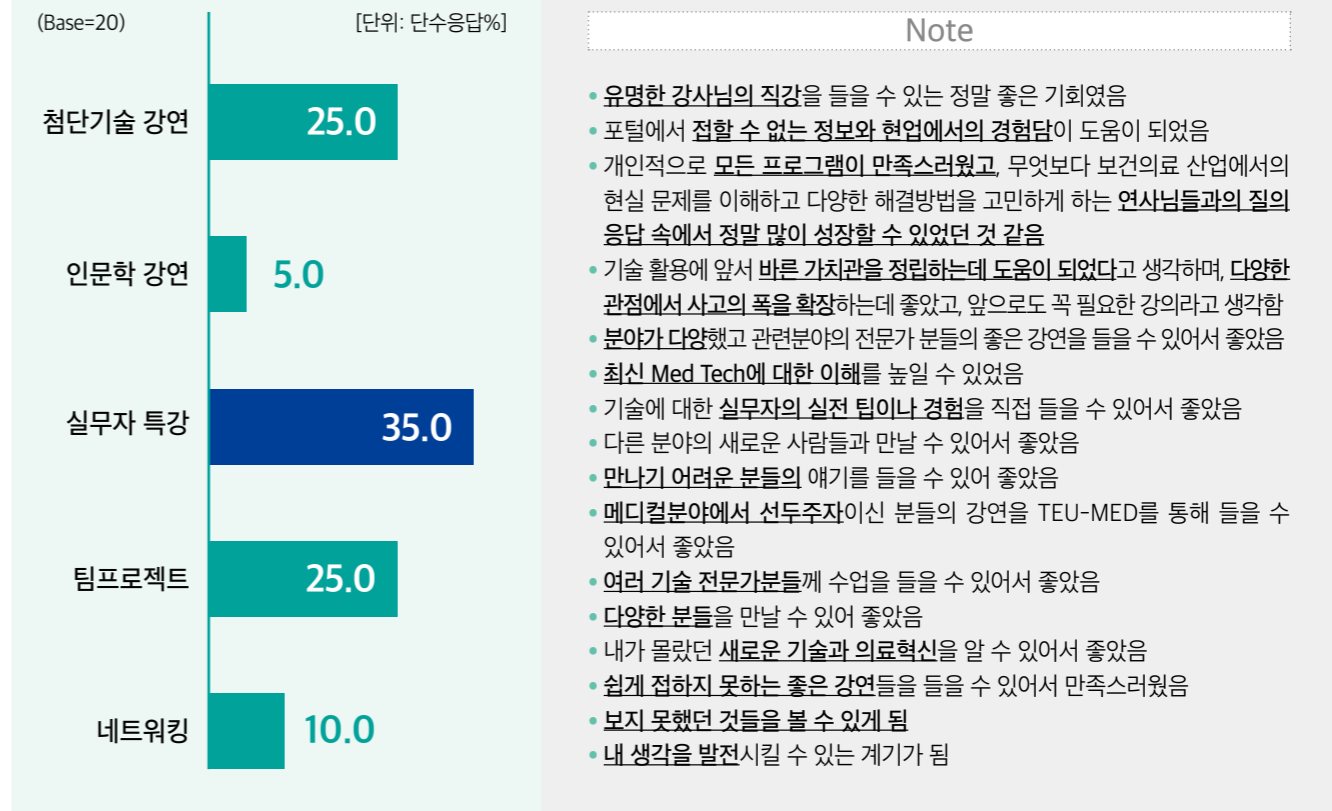 (Base=20)
[단위: 단수응답%]
첨단기술 강연
25.0
인문학 강연
5.0
실무자 특강
35.0
팀프로젝트
25.0
네트워킹
10.0
Note
• 유명한 강사님의 직강을 들을 수 있는 정말 좋은 기회였음
• 포털에서 접할 수 없는 정보와 현업에서의 경험담이 도움이 되었음
• 개인적으로 모든 프로그램이 만족스러웠고, 무엇보다 보건의료 산업에서의
현실 문제를 이해하고 다양한 해결방법을 고민하게 하는 연사님들과의 질의
응답 속에서 정말 많이 성장할 수 있었던 것 같음
• 기술 활용에 앞서 바른 가치관을 정립하는데 도움이 되었다고 생각하며, 다양한
관점에서 사고의 폭을 확장하는데 좋았고, 앞으로도 꼭 필요한 강의라고 생각함
• 분야가 다양했고 관련분야의 전문가 분들의 좋은 강연을 들을 수 있어서 좋았음
• 최신 Med Tech에 대한 이해를 높일 수 있었음
• 기술에 대한 실무자의 실전 팁이나 경험을 직접 들을 수 있어서 좋았음
• 다른 분야의 새로운 사람들과 만날 수 있어서 좋았음
• 만나기 어려운 분들의 얘기를 들을 수 있어 좋았음
• 메디컬분야에서 선두주자이신 분들의 강연을 TEU-MED를 통해 들을 수
있어서 좋았음
• 여러 기술 전문가분들께 수업을 들을 수 있어서 좋았음
• 다양한 분들을 만날 수 있어 좋았음
• 내가 몰랐던 새로운 기술과 의료혁신을 알 수 있어서 좋았음
• 쉽게 접하지 못하는 좋은 강연들을 들을 수 있어서 만족스러웠음
• 보지 못했던 것들을 볼 수 있게 됨
• 내 생각을 발전시킬 수 있는 계기가 됨